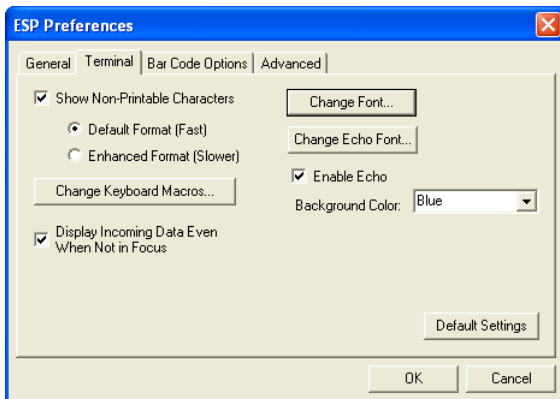 ESP Preferences
General Terminal Bar Code Options Advanced
Show Non-Printable Characters
Default Format (Fast)
Enhanced Format (Slower)
Change Keyboard Macros...
Display Incoming Data Even
When Not in Focus
Change Font...
Change Echo Font...
Enable Echo
Background Color: Blue
Default Settings
OK Cancel